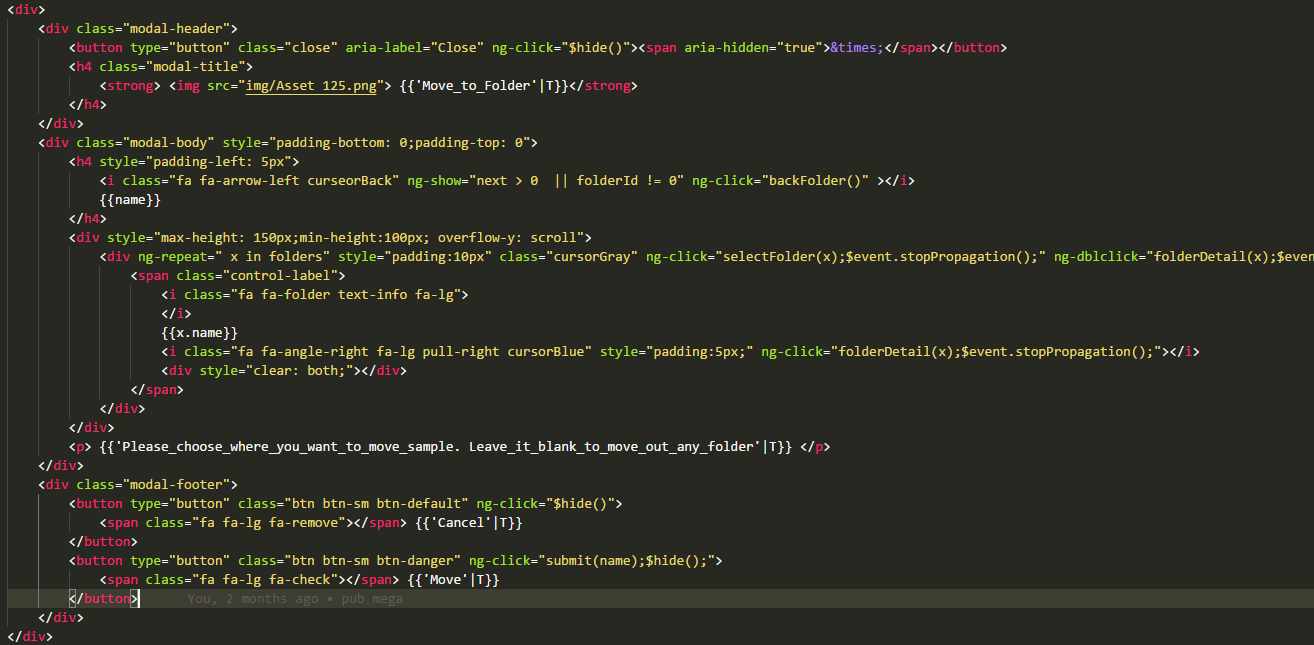 <div>
<div class="modal-header">
<button type="button" class="close" aria-label="Close" ng-click="$hide()"><span aria-hidden="true">&times;</span></button>
<h4 class="modal-title">
<strong> <img src="img/Asset 125.png"> {{'Move_to_Folder'|T}}</strong>
</h4>
</div>
<div class="modal-body" style="padding-bottom: 0;padding-top: 0">
<h4 style="padding-left: 5px">
<i class="fa fa-arrow-left curseorBack" ng-show="next > 0  || folderId != 0" ng-click="backFolder()" ></i>
{{name}}
</h4>
<div style="max-height: 150px;min-height:100px; overflow-y: scroll">
<div ng-repeat=" x in folders" style="padding:10px" class="cursorGray" ng-click="selectFolder(x);$event.stopPropagation();" ng-dblclick="folderDetail(x);$even
<span class="control-label">
<i class="fa fa-folder text-info fa-lg">
</i>
{{x.name}}
<i class="fa fa-angle-right fa-lg pull-right cursorBlue" style="padding:5px;" ng-click="folderDetail(x);$event.stopPropagation();"></i>
<div style="clear: both;"></div>
</span>
</div>
</div>
<p> {{'Please_choose_where_you_want_to_move_sample. Leave_it_blank_to_move_out_any_folder'|T}} </p>
</div>
<div class="modal-footer">
<button type="button" class="btn btn-sm btn-default" ng-click="$hide()">
<span class="fa fa-lg fa-remove"></span> {{'Cancel'|T}}
</button>
<button type="button" class="btn btn-sm btn-danger" ng-click="submit(name);$hide();">
<span class="fa fa-lg fa-check"></span> {{'Move'|T}}
</button> You, 2 months ago • pub mega
</div>
</div>